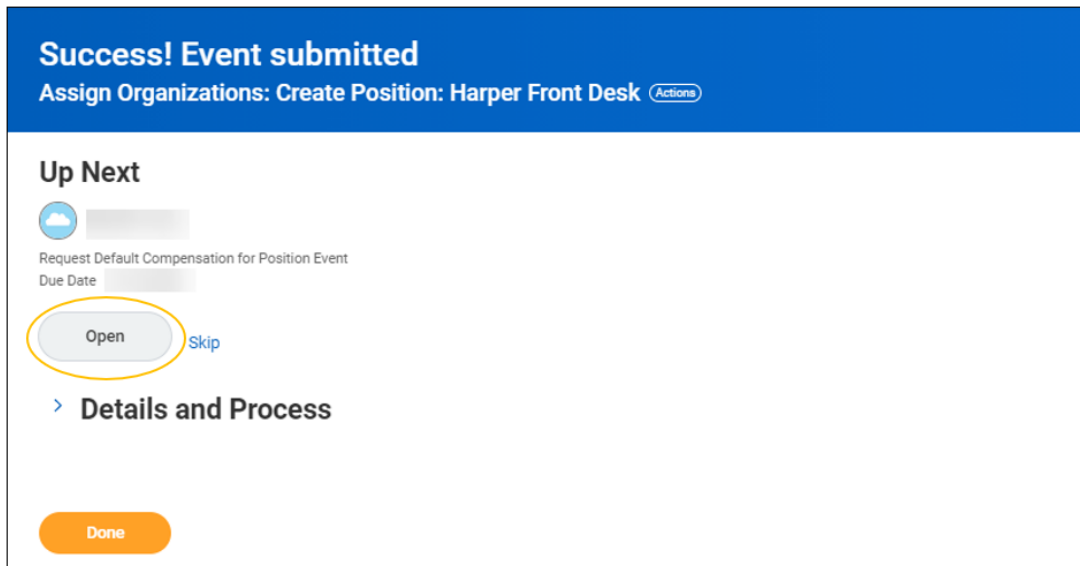 Success! Event submitted
Assign Organizations: Create Position: Harper Front Desk Actions
Up Next
Request Default Compensation for Position Event
Due Date
Open
Skip
Details and Process
Done